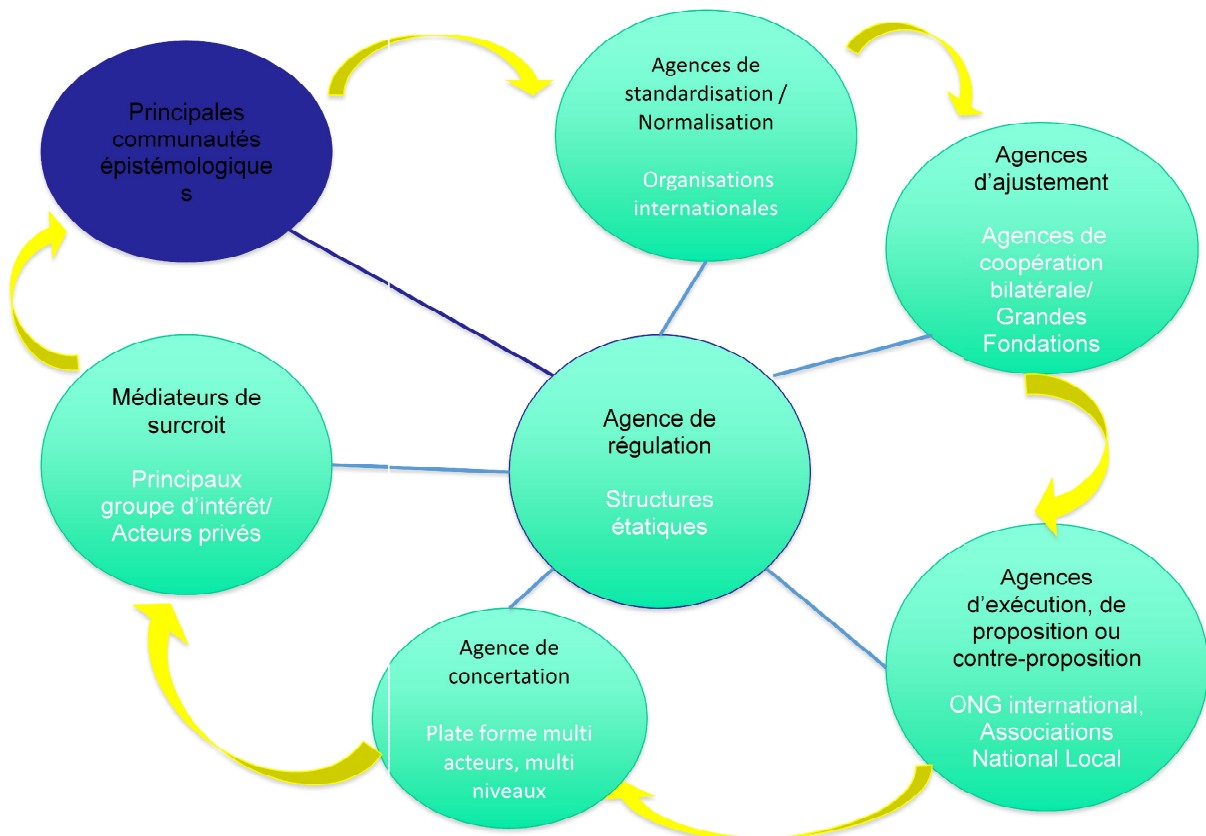 Principales
communautés
épistémologique
s
Agences de
standardisation /
Normalisation
Organisations
internationales
Agences
d’ajustement
Agences de
coopération
bilatérale/
Grandes
Fondations
Médiateurs de
surcroit
Principaux
groupe d’intérêt/
Acteurs privés
Agence de
régulation
Structures
étatiques
Agence de
concertation
Plate forme multi
acteurs, multi
niveaux
Agences
d’exécution, de
proposition ou
contre-proposition
ONG international,
Associations
National Local